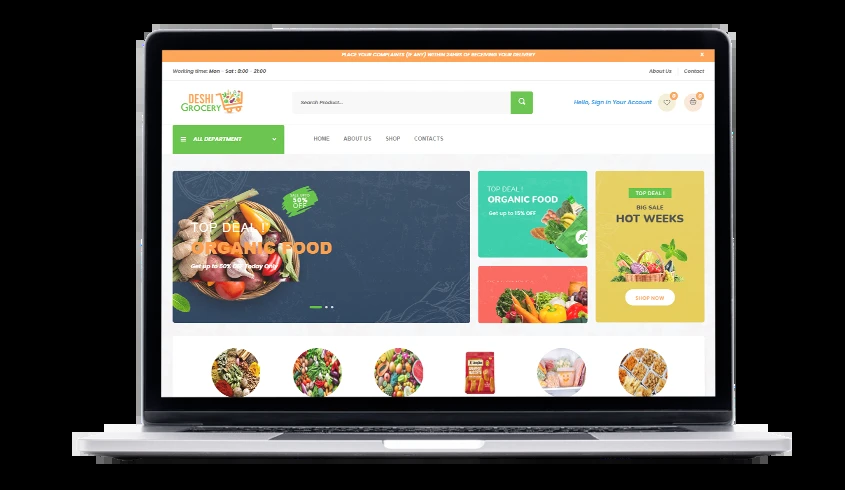 PLACE YOUR COMPLAINTS (IF ANY) WITHIN 24HRS OF RECEIVING YOUR DELIVERY
Working time: Mon - Sat : 8:00 - 21:00
About Us
Contact
DESHI
GROCERY
Search Product...
Hello, Sign In Your Account
0
0
ALL DEPARTMENT
HOME
ABOUT US
SHOP
CONTACTS
SALE UPTO
50%
OFF
TOP DEAL !
ORGANIC FOOD
Get up to 50% OFF Today Only
TOP DEAL !
ORGANIC FOOD
Get up to 15% OFF
TOP DEAL !
BIG SALE
HOT WEEKS
SHOP NOW